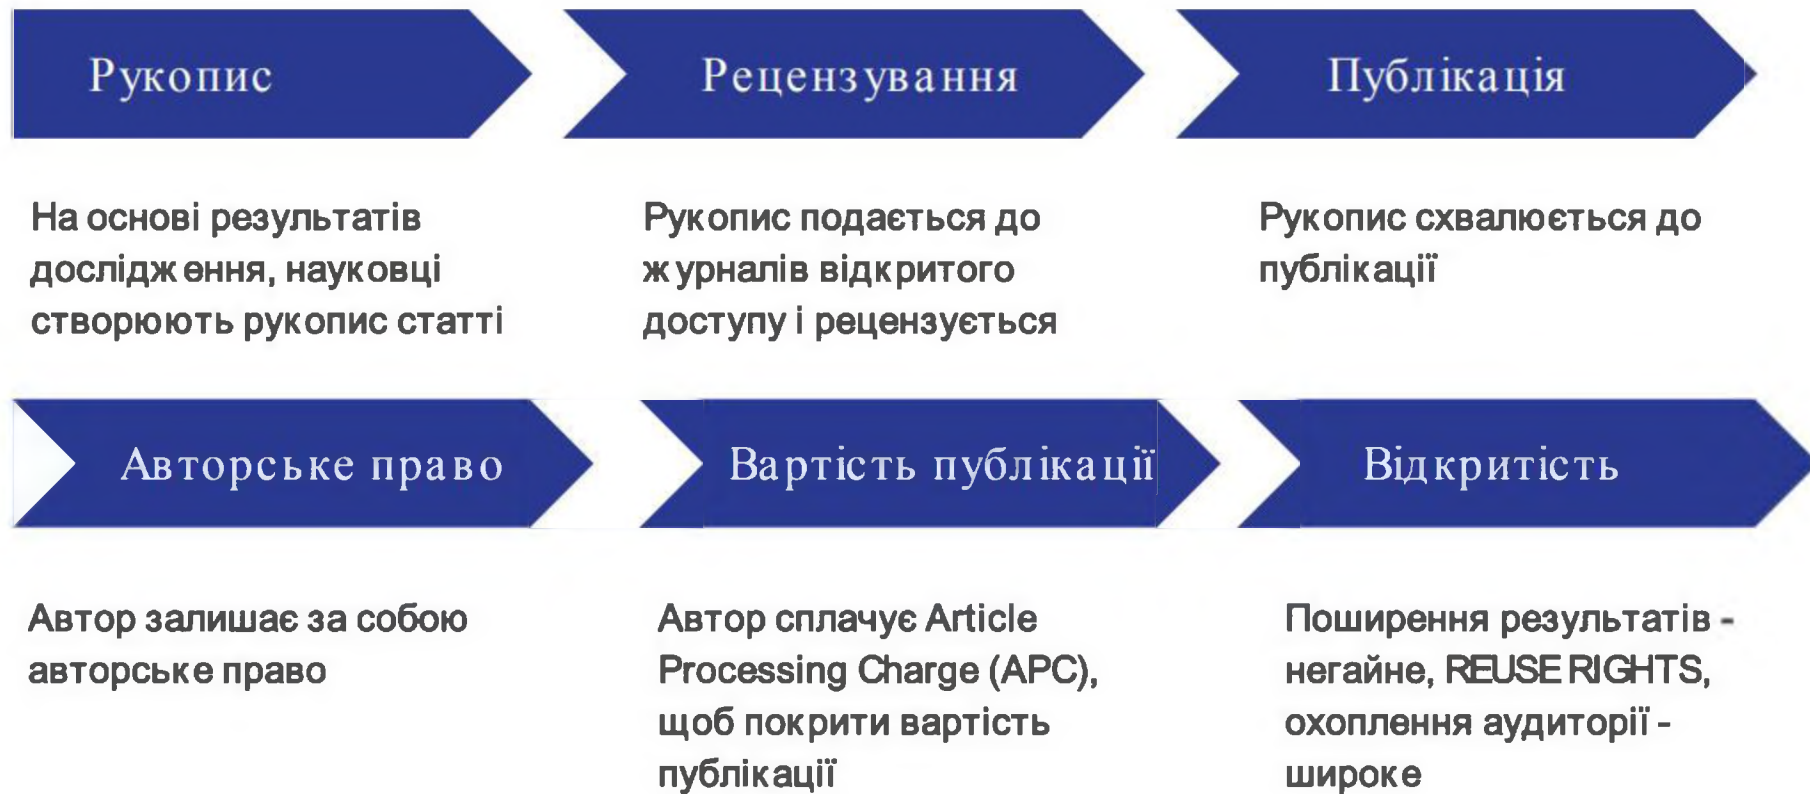 Рукопис
Рецензування
Публікація
На основі результатів
дослідження, науковці
створюють рукопис статті
Рукопис подається до
журналів відкритого
доступу і рецензується
Рукопис схвалюється до
публікації
Авторське право
Вартість публікації
Відкритість
Автор залишає за собою
авторське право
Автор сплачує Article
Processing Charge (APC),
щоб покрити вартість
публікації
Поширення результатів -
негайне, REUSE RIGHTS,
охоплення аудиторії -
широке